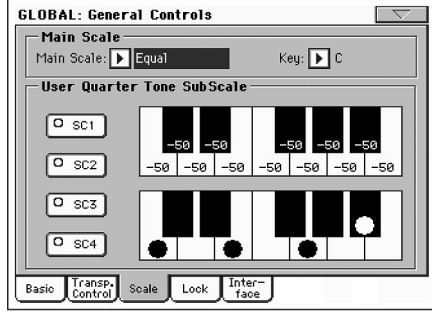 GLOBAL: General Controls
Main Scale
Main Scale: Equal Key: C
User Quarter Tone SubScale
SC1
SC2
SC3
SC4
-50 -50 -50 -50 -50
-50 -50 -50 -50 -50 -50 -50
Basic Transp. Control Scale Lock Inter- face